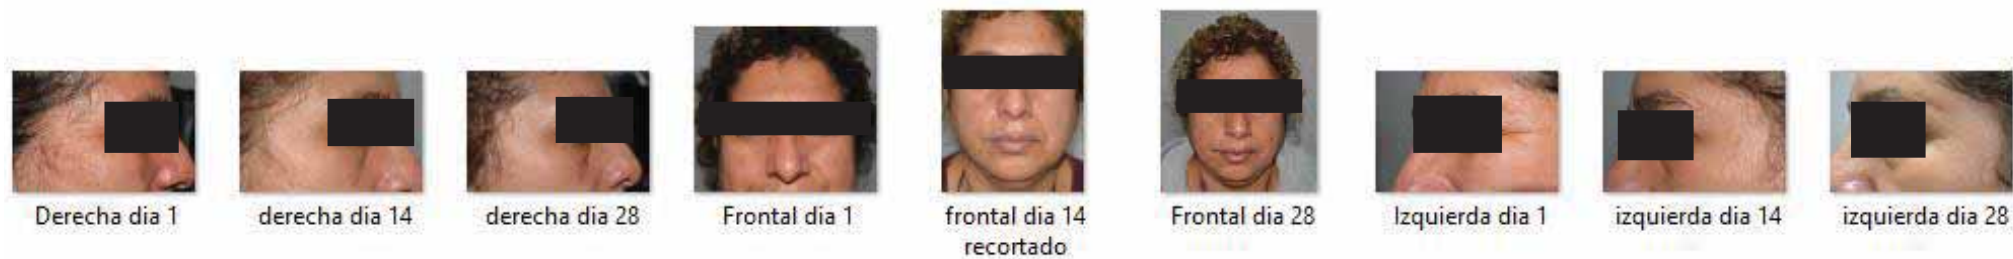 Derecha dia 1
derecha dia 14
derecha dia 28
Frontal dia 1
frontal dia 14
recortado
Frontal dia 28
Izquierda dia 1
izquierda dia 14
izquierda dia 28